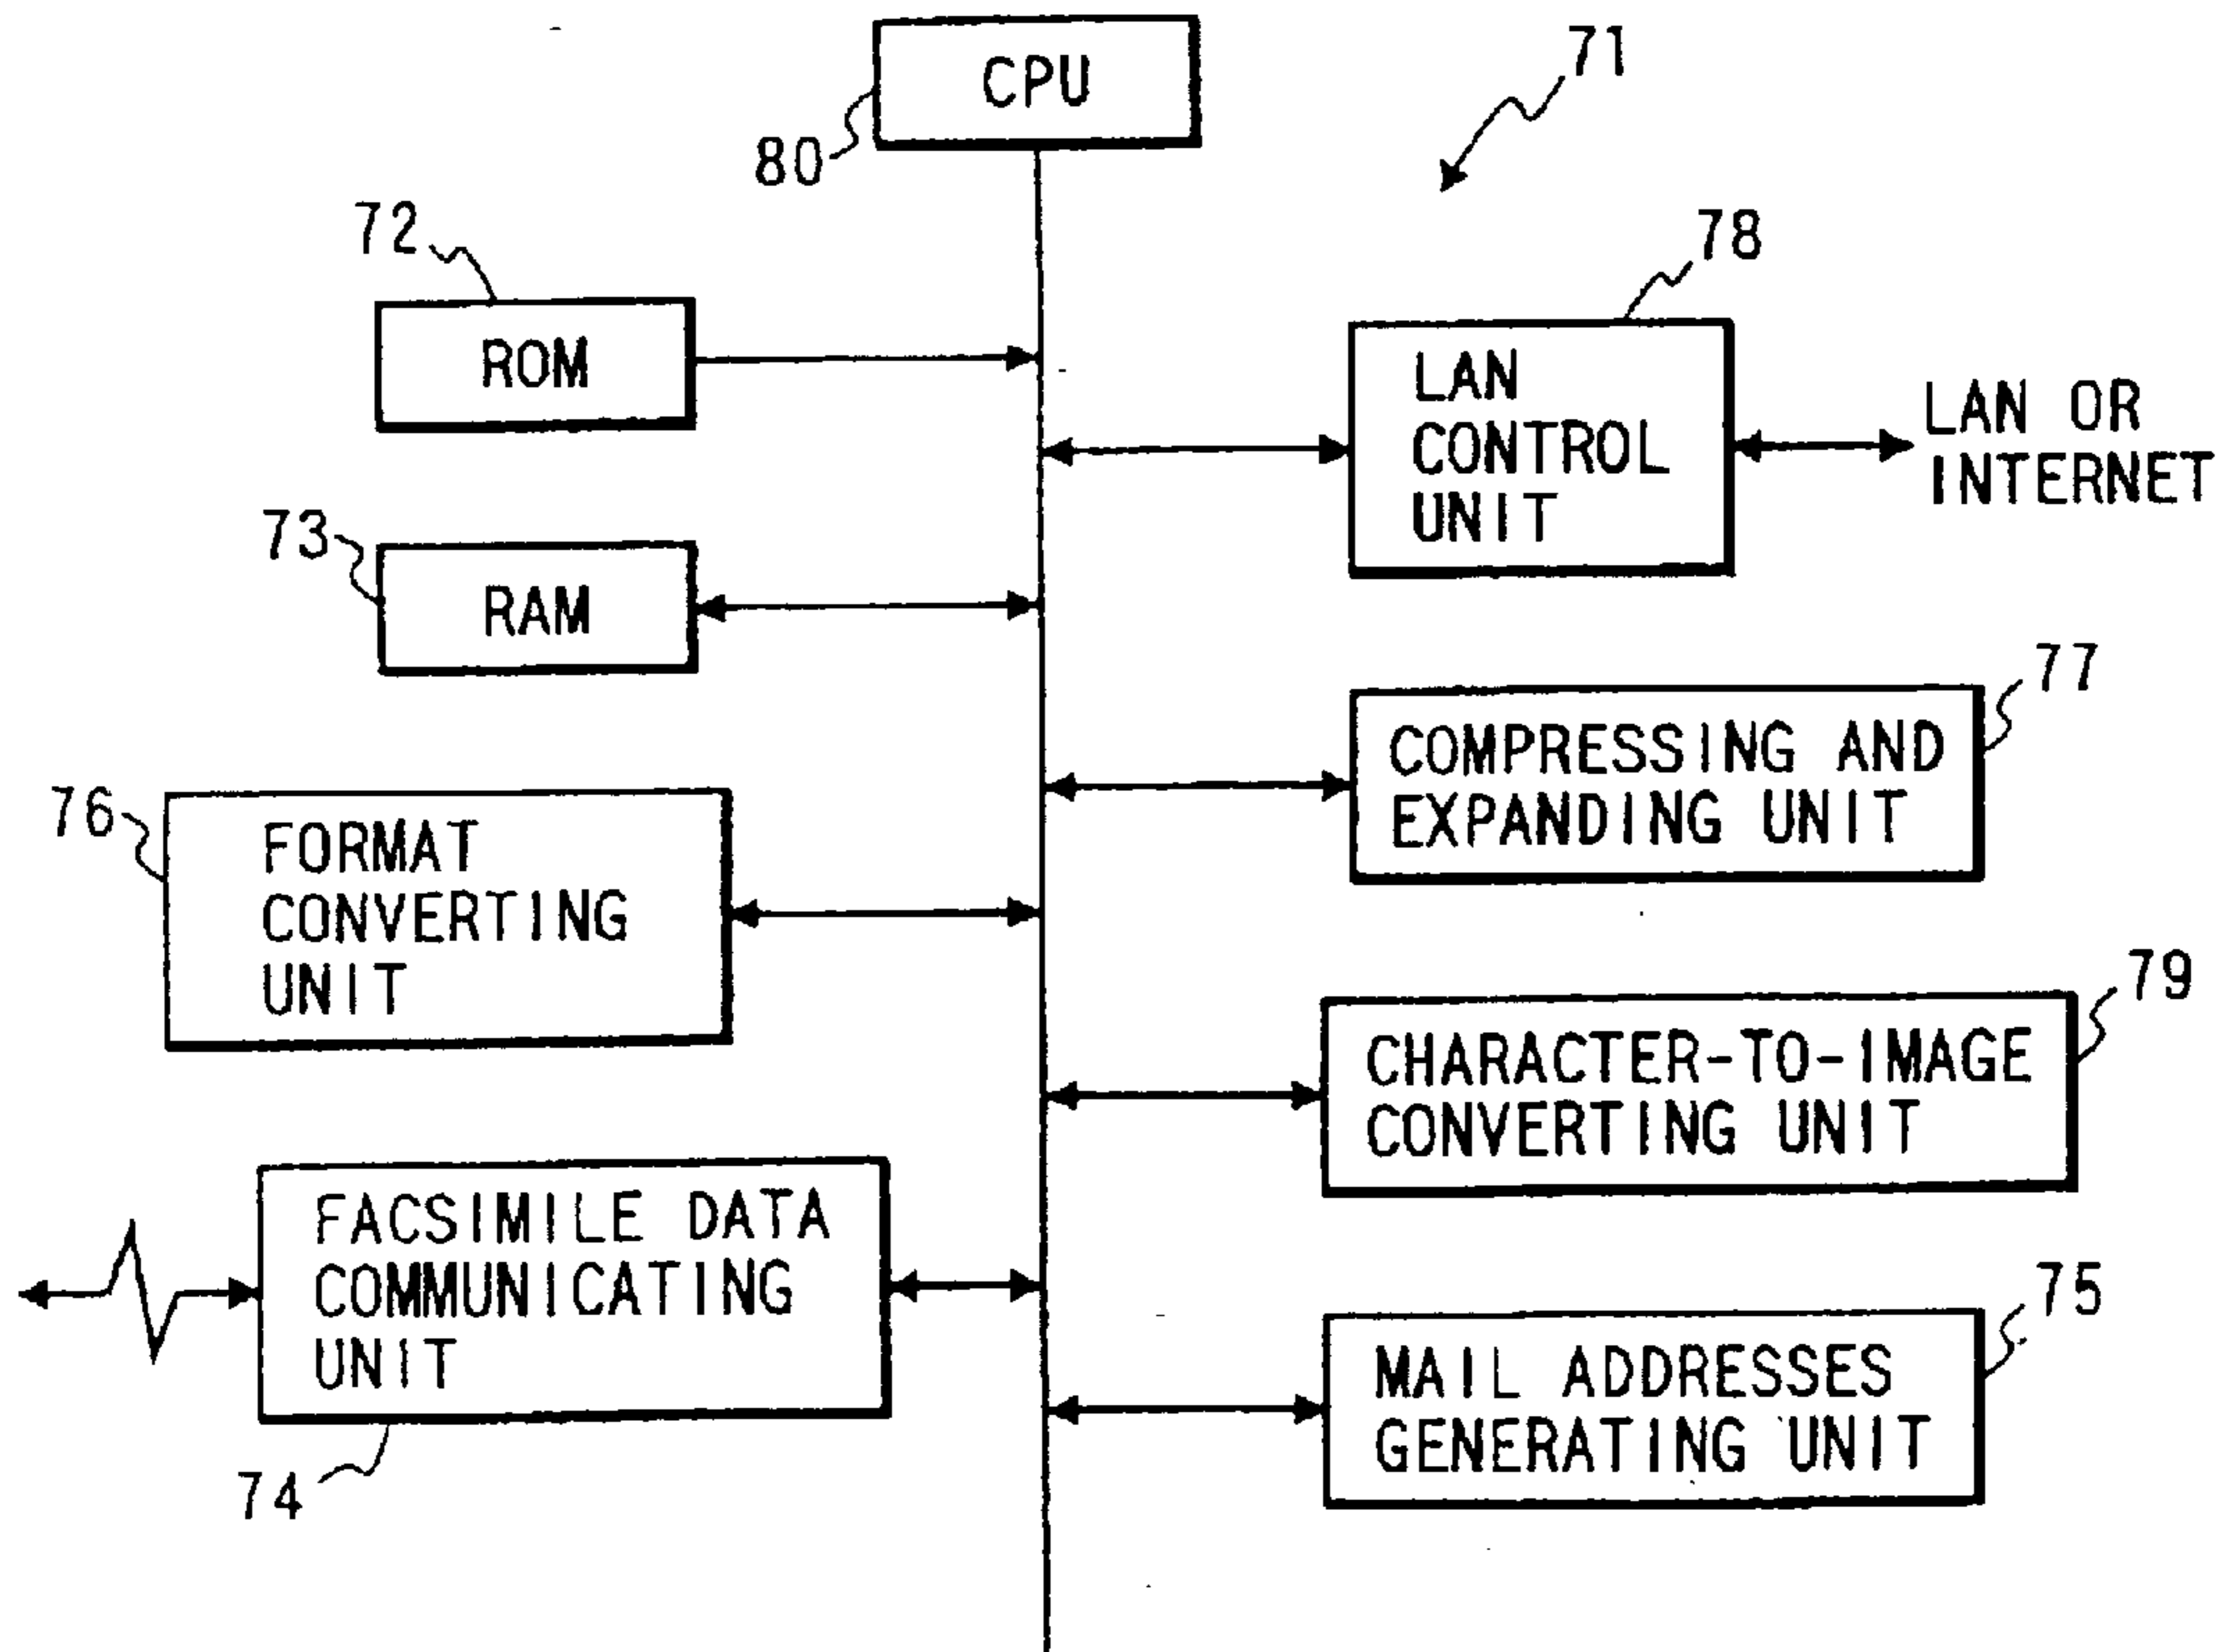 CPU
80
71
72
ROM
78
LAN
CONTROL
UNIT
LAN OR
INTERNET
73
RAM
77
COMPRESSING AND
EXPANDING UNIT
76
FORMAT
CONVERTING
UNIT
79
CHARACTER-TO-IMAGE
CONVERTING UNIT
FACSIMILE DATA
COMMUNICATING
UNIT
74
75
MAIL ADDRESSES
GENERATING UNIT